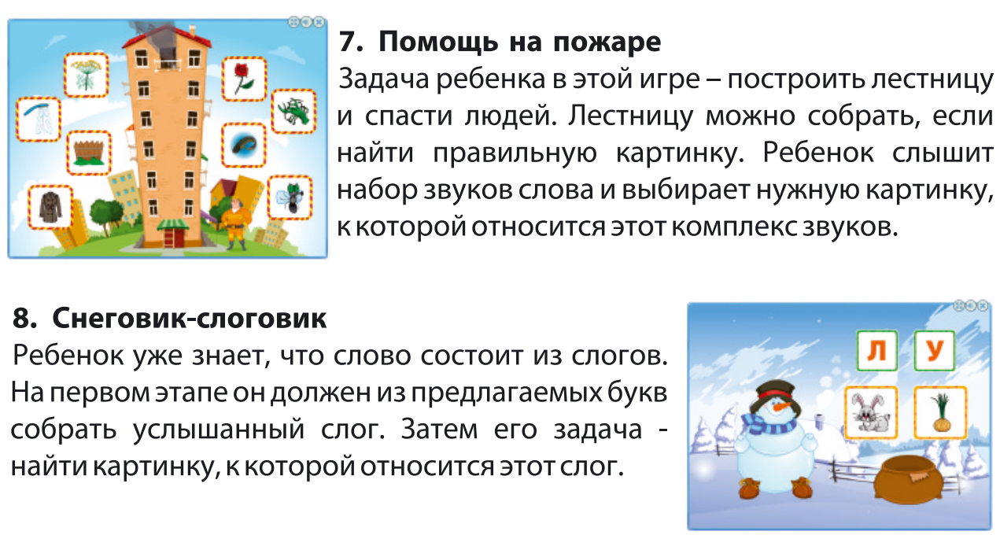 7. Помощь на пожаре
Задача ребенка в этой игре – построить лестницу
и спасти людей. Лестницу можно собрать, если
найти правильную картинку. Ребенок слышит
набор звуков слова и выбирает нужную картинку,
к которой относится этот комплекс звуков.
8. Снеговик-слоговик
Ребенок уже знает, что слово состоит из слогов.
На первом этапе он должен из предлагаемых букв
собрать услышанный слог. Затем его задача -
найти картинку, к которой относится этот слог.
Л У